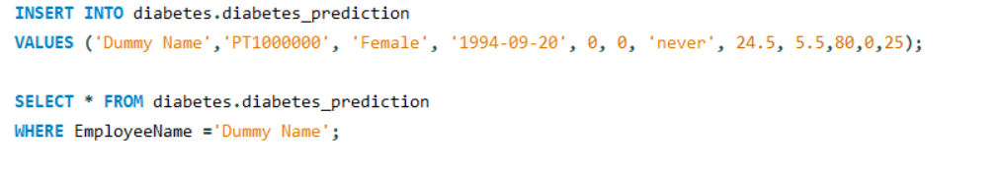 INSERT INTO diabetes.diabetes_prediction
VALUES ('Dummy Name','PT1000000', 'Female', '1994-09-20', 0, 0, 'never', 24.5, 5.5,80,0,25);
SELECT * FROM diabetes.diabetes_prediction
WHERE EmployeeName ='Dummy Name';